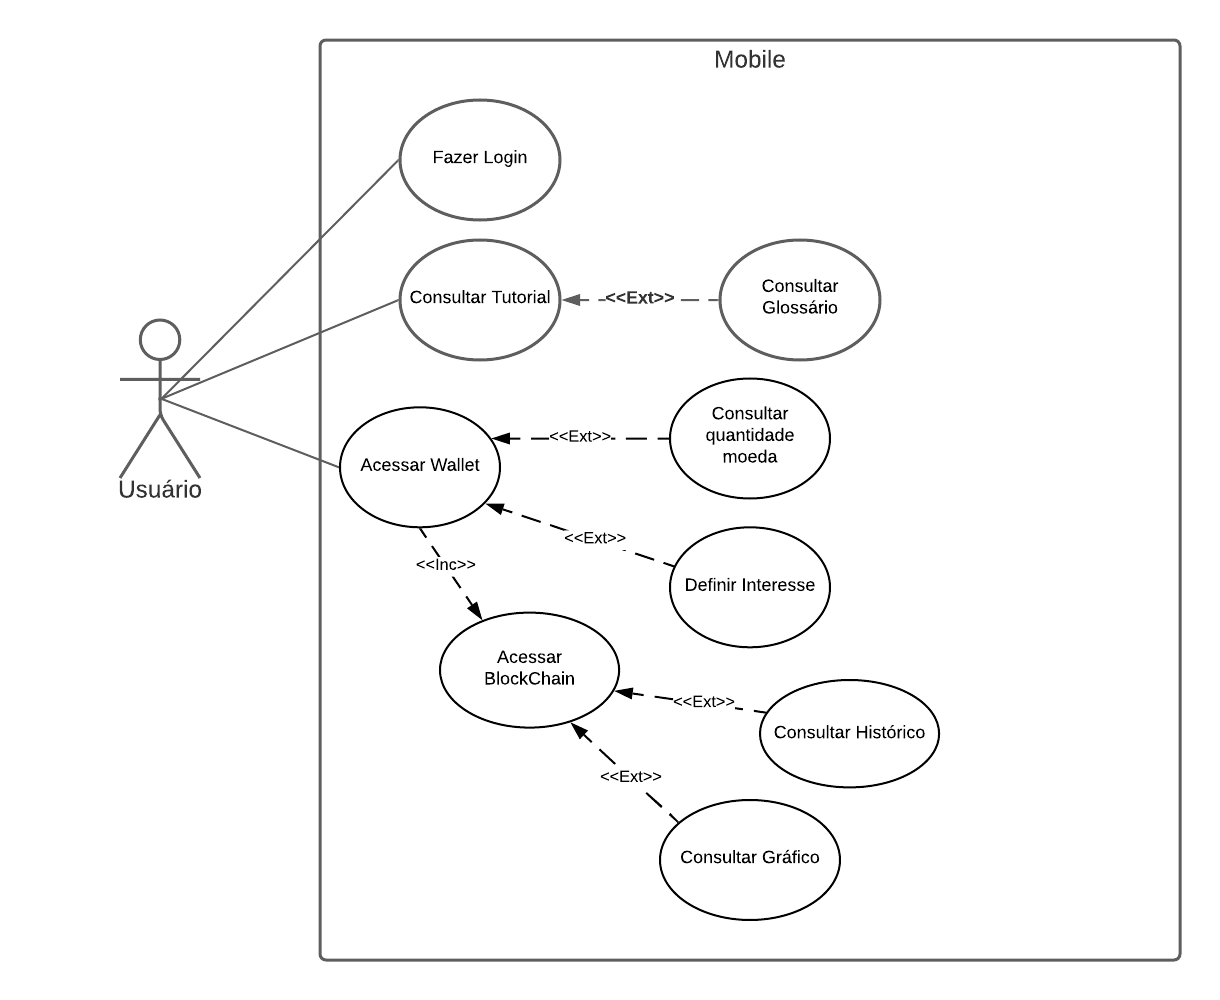 Mobile
Fazer Login
Consultar Tutorial
<<Ext>>
Consultar
Glossário
Usuário
Acessar Wallet
<<Ext>>
Consultar
quantidade
moeda
<<Ext>>
Definir Interesse
<<Inc>>
Acessar
BlockChain
<<Ext>>
Consultar Histórico
<<Ext>>
Consultar Gráfico